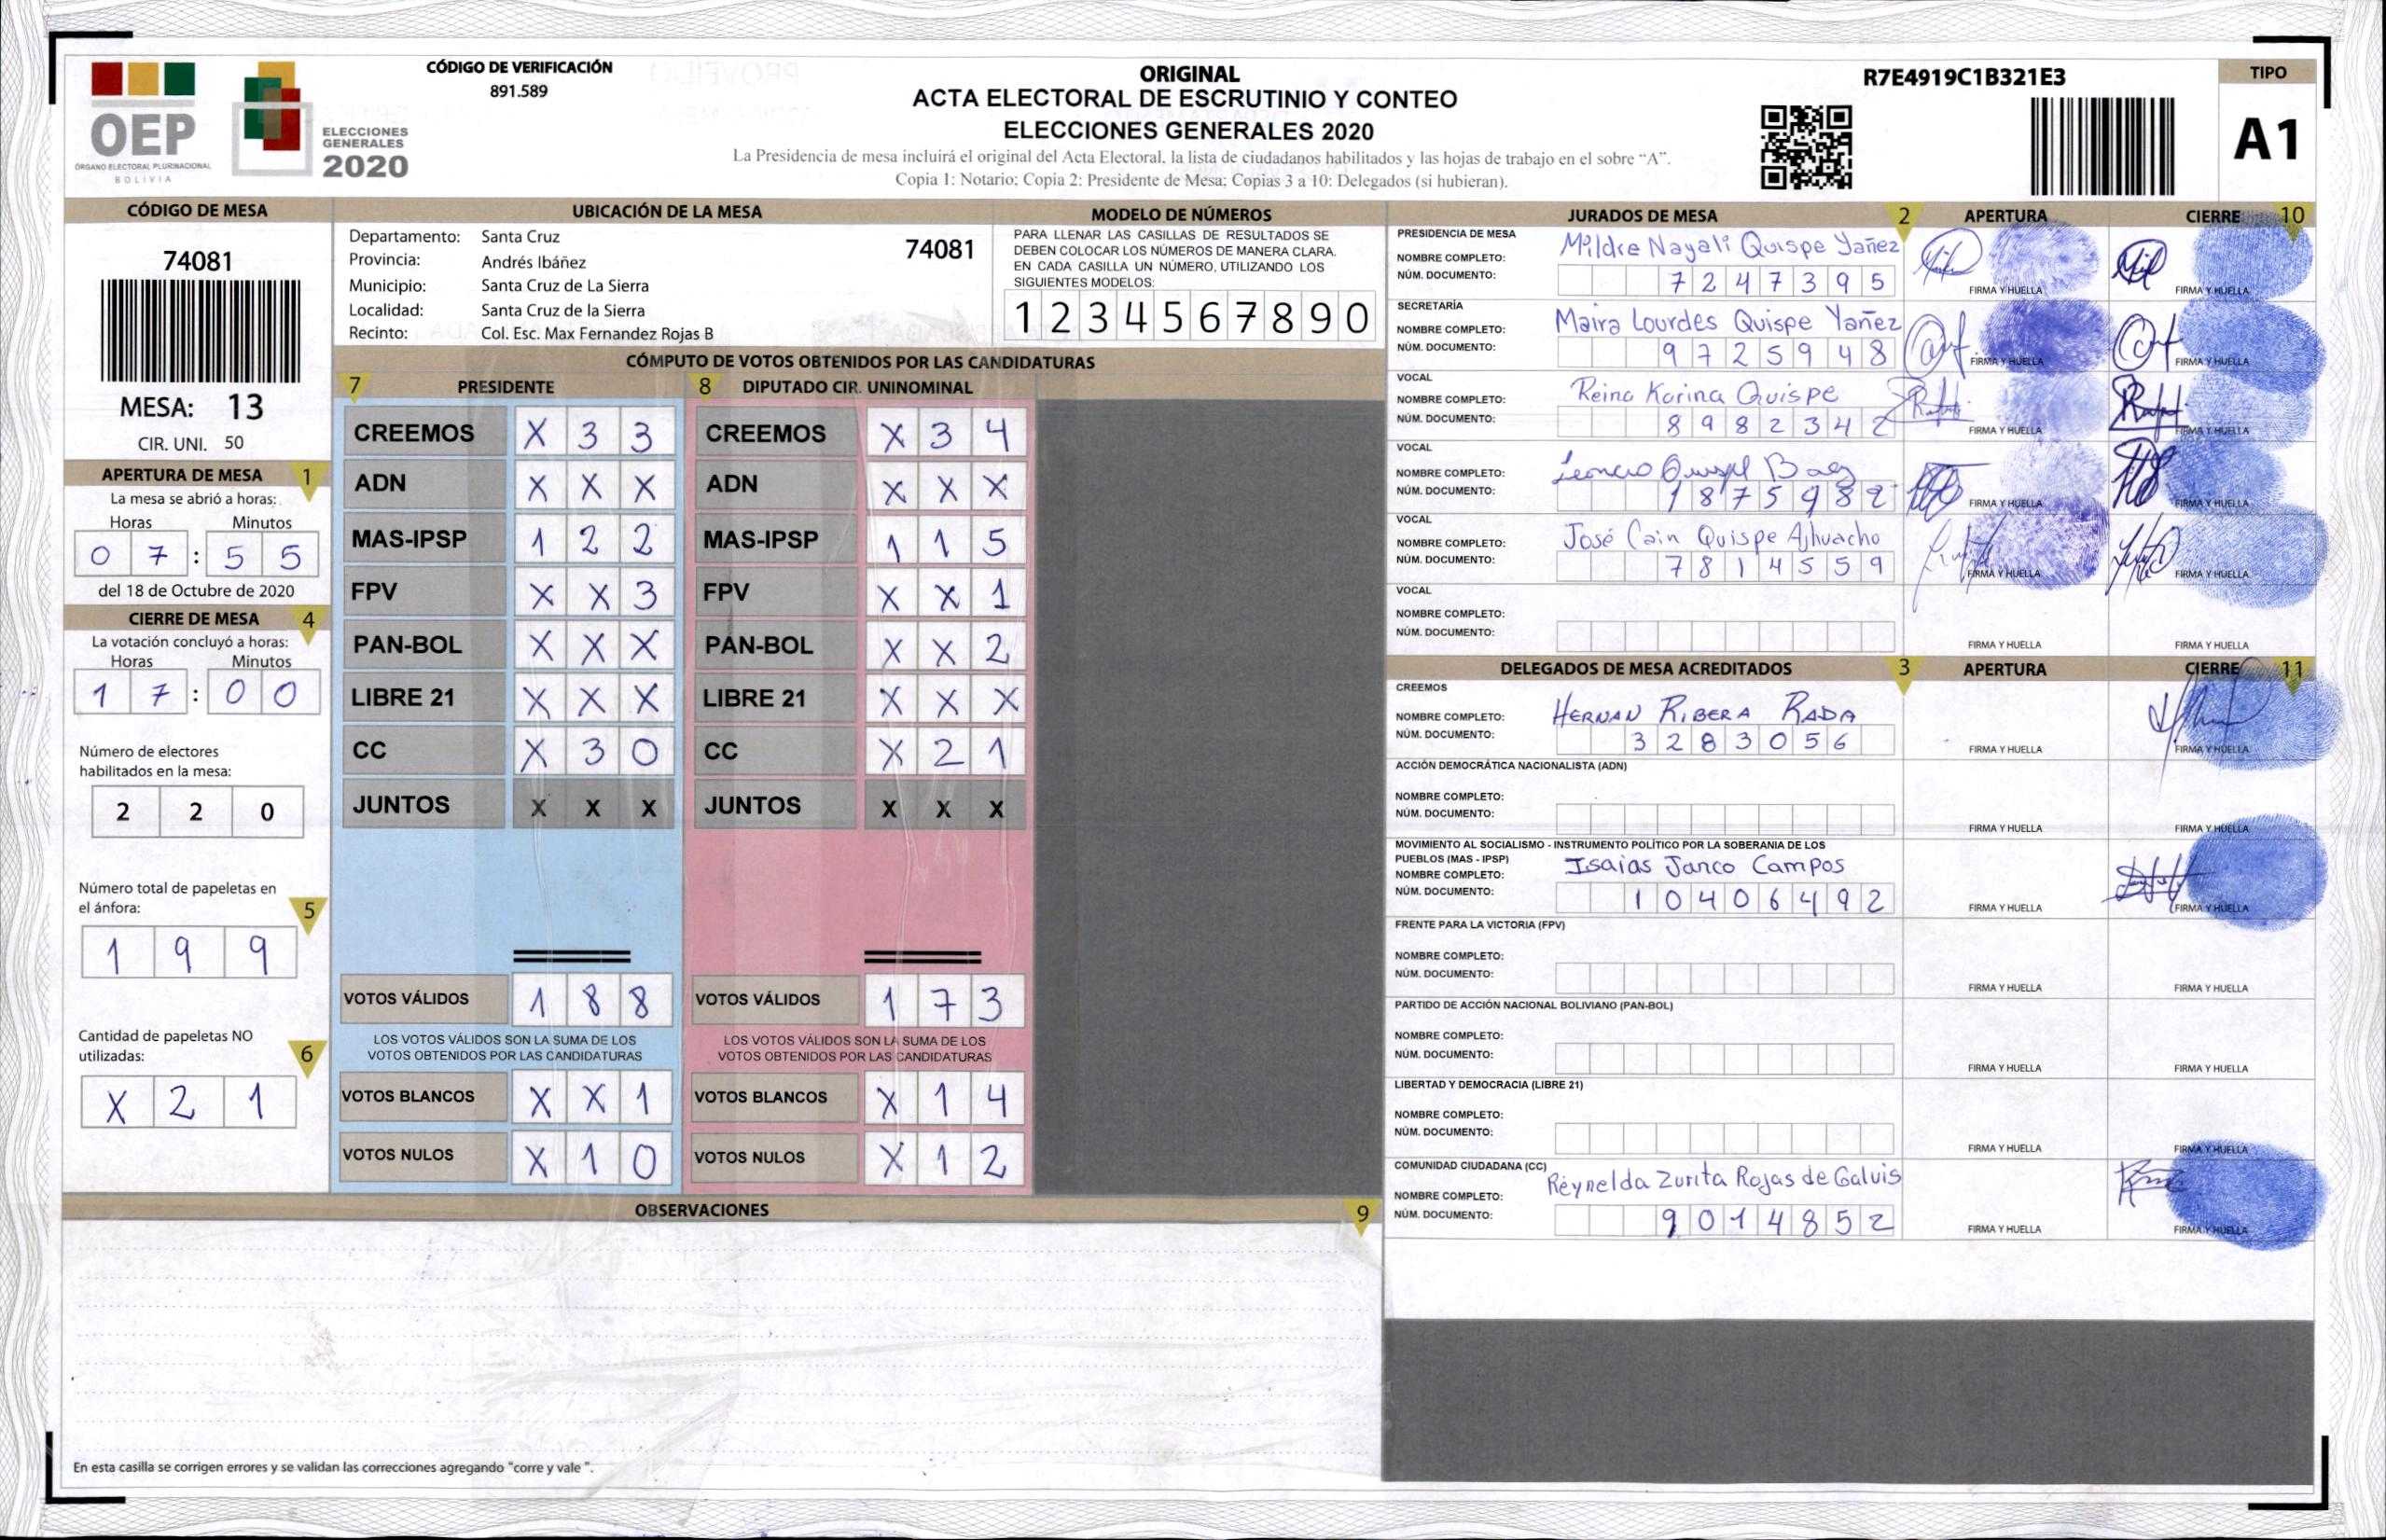 OEP
ÓRGANO ELECTORAL PLURINACIONAL
BOLIVIA
ELECCIONES
GENERALES
2020
CÓDIGO DE VERIFICACIÓN
891.589
ORIGINAL
ACTA ELECTORAL DE ESCRUTINIO Y CONTEO
ELECCIONES GENERALES 2020
La Presidencia de mesa incluirá el original del Acta Electoral, la lista de ciudadanos habilitados y las hojas de trabajo en el sobre "A".
Copia 1: Notario; Copia 2: Presidente de Mesa; Copias 3 a 10: Delegados (si hubieran).
R7E4919C1B321E3
TIPO
A1
CÓDIGO DE MESA
74081
MESA: 13
CIR. UNI. 50
APERTURA DE MESA 1
La mesa se abrió a horas:
Horas Minutos
0 7 : 5 5
del 18 de Octubre de 2020
CIERRE DE MESA 4
La votación concluyó a horas:
Horas Minutos
1 7 : 0 0
Número de electores
habilitados en la mesa:
2 2 0
Número total de papeletas en
el ánfora: 5
1 9 9
Cantidad de papeletas NO
utilizadas: 6
X 2 1
UBICACIÓN DE LA MESA
Departamento: Santa Cruz 74081
Provincia: Andrés Ibáñez
Municipio: Santa Cruz de La Sierra
Localidad: Santa Cruz de la Sierra
Recinto: Col. Esc. Max Fernandez Rojas B
MODELO DE NÚMEROS
PARA LLENAR LAS CASILLAS DE RESULTADOS SE
DEBEN COLOCAR LOS NÚMEROS DE MANERA CLARA.
EN CADA CASILLA UN NÚMERO, UTILIZANDO LOS
SIGUIENTES MODELOS:
1 2 3 4 5 6 7 8 9 0
CÓMPUTO DE VOTOS OBTENIDOS POR LAS CANDIDATURAS
7 PRESIDENTE 8 DIPUTADO CIR. UNINOMINAL
CREEMOS X 3 3 CREEMOS X 3 4
ADN X X X ADN X X X
MAS-IPSP 1 2 2 MAS-IPSP 1 1 5
FPV X X 3 FPV X X 1
PAN-BOL X X X PAN-BOL X X 2
LIBRE 21 X X X LIBRE 21 X X X
CC X 3 0 CC X 2 1
JUNTOS X X X JUNTOS X X X
VOTOS VÁLIDOS 1 8 8 VOTOS VÁLIDOS 1 7 3
LOS VOTOS VÁLIDOS SON LA SUMA DE LOS LOS VOTOS VÁLIDOS SON LA SUMA DE LOS
VOTOS OBTENIDOS POR LAS CANDIDATURAS VOTOS OBTENIDOS POR LAS CANDIDATURAS
VOTOS BLANCOS X X 1 VOTOS BLANCOS X 1 4
VOTOS NULOS X 1 0 VOTOS NULOS X 1 2
OBSERVACIONES 9
En esta casilla se corrigen errores y se validan las correcciones agregando "corre y vale ".
JURADOS DE MESA 2 APERTURA CIERRE 10
PRESIDENCIA DE MESA
NOMBRE COMPLETO: Mildre Nayali Quispe Yañez
NÚM. DOCUMENTO: 7 2 4 7 3 9 5
FIRMA Y HUELLA FIRMA Y HUELLA
SECRETARÍA
NOMBRE COMPLETO: Maira Lourdes Quispe Yañez
NÚM. DOCUMENTO: 9 7 2 5 9 4 8
FIRMA Y HUELLA FIRMA Y HUELLA
VOCAL
NOMBRE COMPLETO: Reina Karina Quispe
NÚM. DOCUMENTO: 8 9 8 2 3 4 2
FIRMA Y HUELLA FIRMA Y HUELLA
VOCAL
NOMBRE COMPLETO:
NÚM. DOCUMENTO: 1 8 7 5 9 8 2
FIRMA Y HUELLA FIRMA Y HUELLA
VOCAL
NOMBRE COMPLETO: José Cain Quispe Ajhuacho
NÚM. DOCUMENTO: 7 8 1 4 5 5 9
FIRMA Y HUELLA FIRMA Y HUELLA
VOCAL
NOMBRE COMPLETO:
NÚM. DOCUMENTO:
FIRMA Y HUELLA FIRMA Y HUELLA
DELEGADOS DE MESA ACREDITADOS 3 APERTURA CIERRE 11
CREEMOS
NOMBRE COMPLETO: HERNAN RIBERA RADA
NÚM. DOCUMENTO: 3 2 8 3 0 5 6
FIRMA Y HUELLA FIRMA Y HUELLA
ACCIÓN DEMOCRÁTICA NACIONALISTA (ADN)
NOMBRE COMPLETO:
NÚM. DOCUMENTO:
FIRMA Y HUELLA FIRMA Y HUELLA
MOVIMIENTO AL SOCIALISMO - INSTRUMENTO POLÍTICO POR LA SOBERANIA DE LOS
PUEBLOS (MAS - IPSP)
NOMBRE COMPLETO: Isaias Janco Campos
NÚM. DOCUMENTO: 1 0 4 0 6 4 9 2
FIRMA Y HUELLA FIRMA Y HUELLA
FRENTE PARA LA VICTORIA (FPV)
NOMBRE COMPLETO:
NÚM. DOCUMENTO:
FIRMA Y HUELLA FIRMA Y HUELLA
PARTIDO DE ACCIÓN NACIONAL BOLIVIANO (PAN-BOL)
NOMBRE COMPLETO:
NÚM. DOCUMENTO:
FIRMA Y HUELLA FIRMA Y HUELLA
LIBERTAD Y DEMOCRACIA (LIBRE 21)
NOMBRE COMPLETO:
NÚM. DOCUMENTO:
FIRMA Y HUELLA FIRMA Y HUELLA
COMUNIDAD CIUDADANA (CC)
NOMBRE COMPLETO: Reynelda Zurita Rojas de Galvis
NÚM. DOCUMENTO: 9 0 1 4 8 5 2
FIRMA Y HUELLA FIRMA Y HUELLA